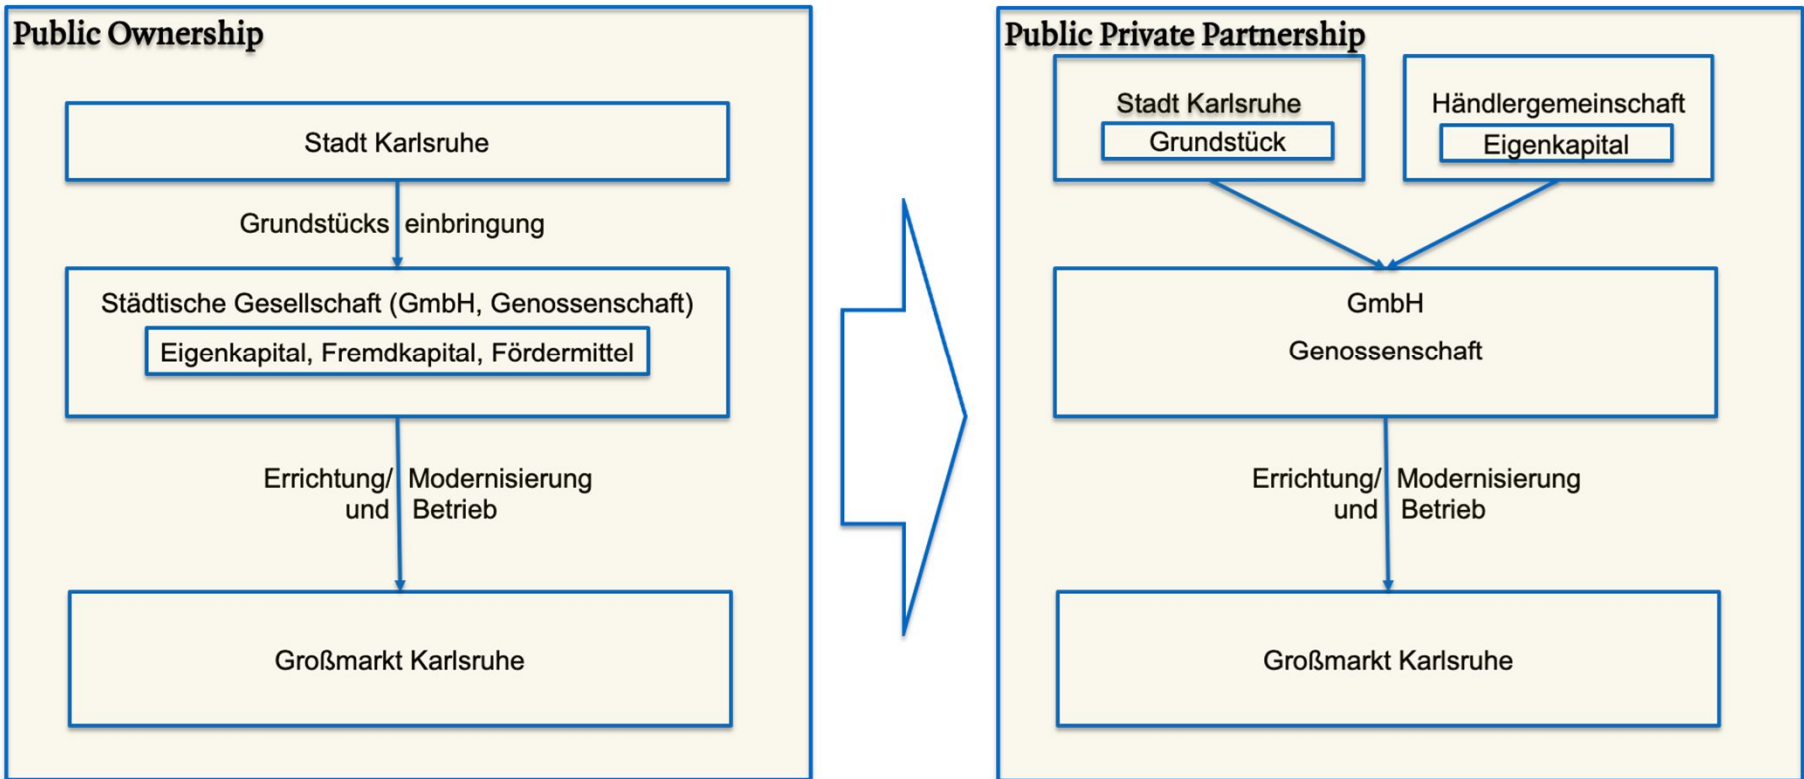 Public Ownership
Stadt Karlsruhe
Grundstücks einbringung
Städtische Gesellschaft (GmbH, Genossenschaft)
Eigenkapital, Fremdkapital, Fördermittel
Errichtung/ Modernisierung
und Betrieb
Großmarkt Karlsruhe
Public Private Partnership
Stadt Karlsruhe
Grundstück
Händlergemeinschaft
Eigenkapital
GmbH
Genossenschaft
Errichtung/ Modernisierung
und Betrieb
Großmarkt Karlsruhe